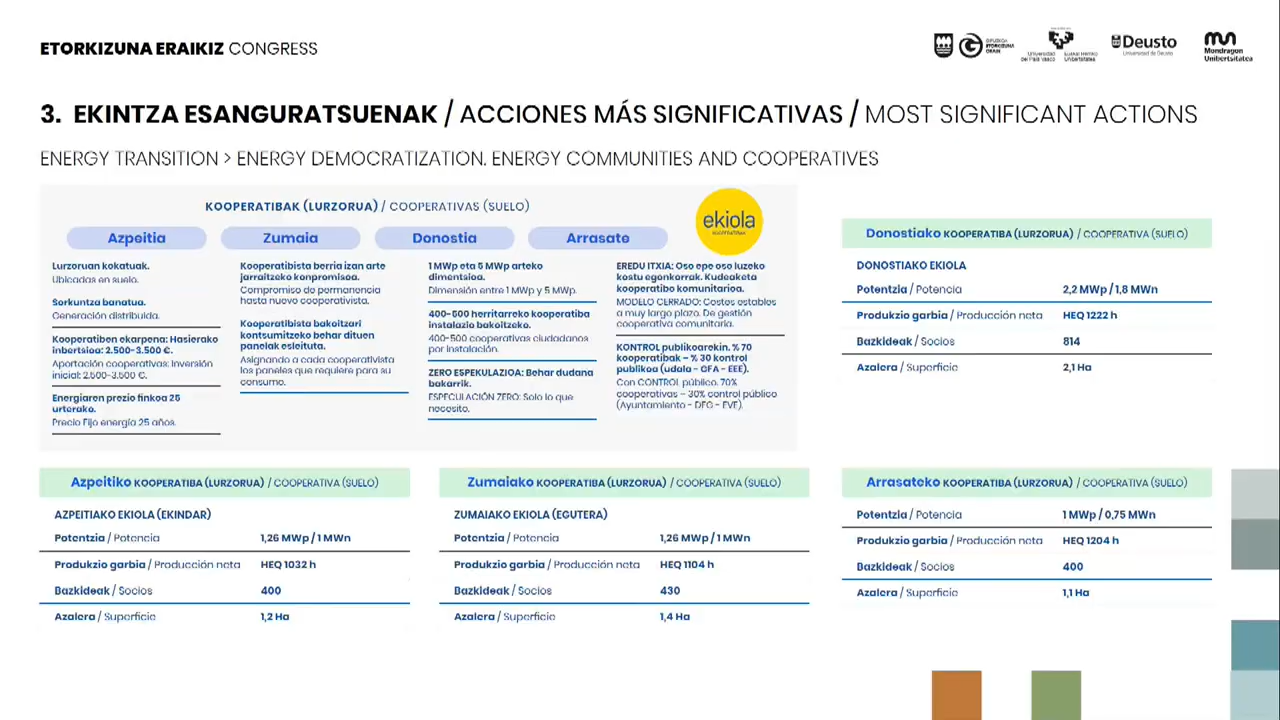 ETORKIZUNA ERAIKIZ CONGRESS
Deusto
Universidad de Deusto
Mondragon
Unibertsitatea
3. EKINTZA ESANGURATSUENAK / ACCIONES MÁS SIGNIFICATIVAS / MOST SIGNIFICANT ACTIONS
ENERGY TRANSITION > ENERGY DEMOCRATIZATION. ENERGY COMMUNITIES AND COOPERATIVES
KOOPERATIBAK (LURZORUA) / COOPERATIVAS (SUELO)
ekiola
Azpeitia
Zumaia
Donostia
Arrasate
Lurzoruan kokatuak.
Ubicadas en suelo.
Sorkuntza banatua.
Generación distribuida.
Kooperatiben ekarpena: Hasierako
inbertsioa: 2.500-3.500 €.
Aportación cooperativas: Inversión
inicial: 2.500-3.500 €.
Energiaren prezio finkoa 25
urterako.
Precio Fijo energía 25 años.
Kooperatibista berria izan arte
jarraitzeko konpromisoa.
Compromiso de permanencia
hasta nuevo cooperativista.
Kooperatibista bakoitzari
kontsumitzeko behar dituen
panelak esleituta.
Asignando a cada cooperativista
los paneles que requiere para su
consumo.
1 MWp eta 5 MWp arteko
dimentsioa.
Dimensión entre 1 MWp y 5 MWp.
400-500 herritarreko kooperatiba
instalazio bakoitzeko.
400-500 cooperativas ciudadanos
por instalación.
ZERO ESPEKULAZIOA: Behar dudana
bakarrik.
ESPECULACIÓN ZERO: Solo lo que
necesito.
EREDU ITXIA: Oso epe oso luzeko
kostu egonkorrak. Kudeaketa
kooperatibo komunitarioa.
MODELO CERRADO: Costes estables
a muy largo plazo. De gestión
cooperativa comunitaria.
KONTROL publikoarekin. % 70
kooperatibak – % 30 kontrol
publikoa (udala - GFA - EEE).
Con CONTROL público. 70%
cooperativas – 30% control público
(Ayuntamiento - DFG - EVE).
Donostiako KOOPERATIBA (LURZORUA) / COOPERATIVA (SUELO)
DONOSTIAKO EKIOLA
Potentzia / Potencia 2,2 MWp / 1,8 MWn
Produkzio garbia / Producción neta HEQ 1222 h
Bazkideak / Socios 814
Azalera / Superficie 2,1 Ha
Azpeitiko KOOPERATIBA (LURZORUA) / COOPERATIVA (SUELO)
AZPEITIAKO EKIOLA (EKINDAR)
Potentzia / Potencia 1,26 MWp / 1 MWn
Produkzio garbia / Producción neta HEQ 1032 h
Bazkideak / Socios 400
Azalera / Superficie 1,2 Ha
Zumaiako KOOPERATIBA (LURZORUA) / COOPERATIVA (SUELO)
ZUMAIAKO EKIOLA (EGUTERA)
Potentzia / Potencia 1,26 MWp / 1 MWn
Produkzio garbia / Producción neta HEQ 1104 h
Bazkideak / Socios 430
Azalera / Superficie 1,4 Ha
Arrasateko KOOPERATIBA (LURZORUA) / COOPERATIVA (SUELO)
Potentzia / Potencia 1 MWp / 0,75 MWn
Produkzio garbia / Producción neta HEQ 1204 h
Bazkideak / Socios 400
Azalera / Superficie 1,1 Ha